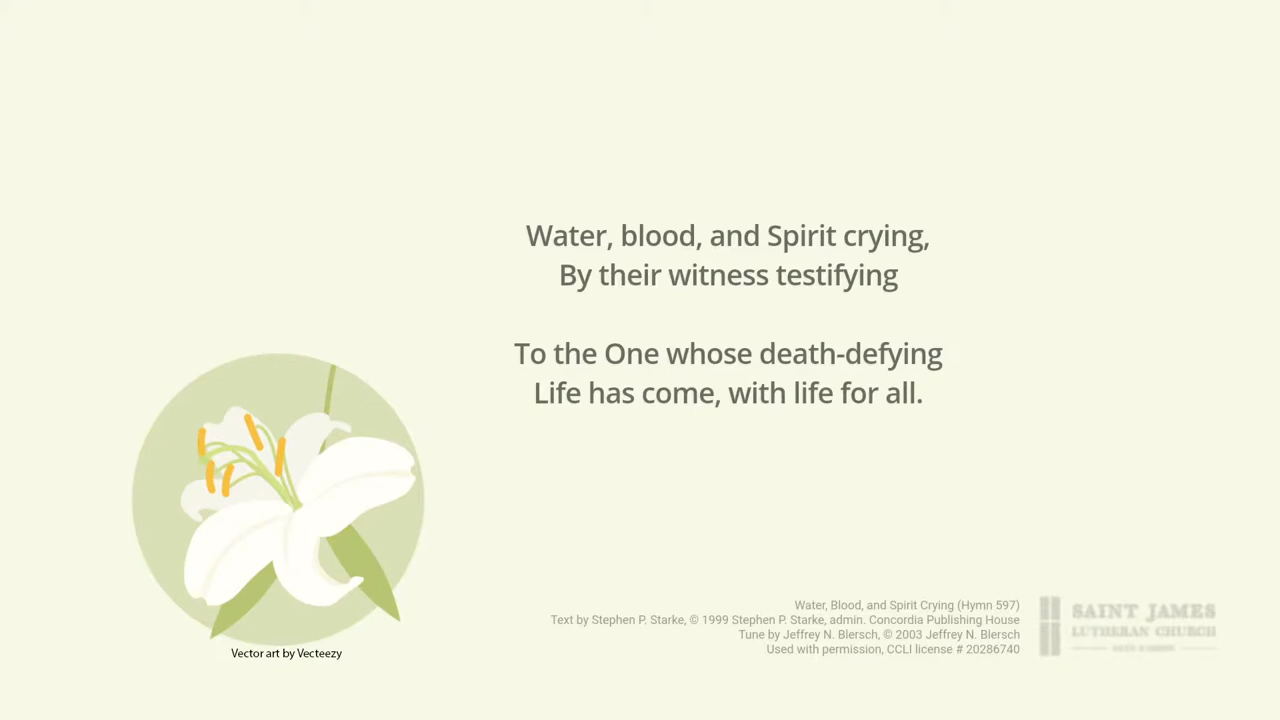 Water, blood, and Spirit crying,
By their witness testifying
To the One whose death-defying
Life has come, with life for all.
Water, Blood, and Spirit Crying (Hymn 597)
Text by Stephen P. Starke, © 1999 Stephen P. Starke, admin. Concordia Publishing House
Tune by Jeffrey N. Blersch, © 2003 Jeffrey N. Blersch
Used with permission, CCLI license # 20286740
SAINT JAMES
LUTHERAN CHURCH
Vector art by Vecteezy